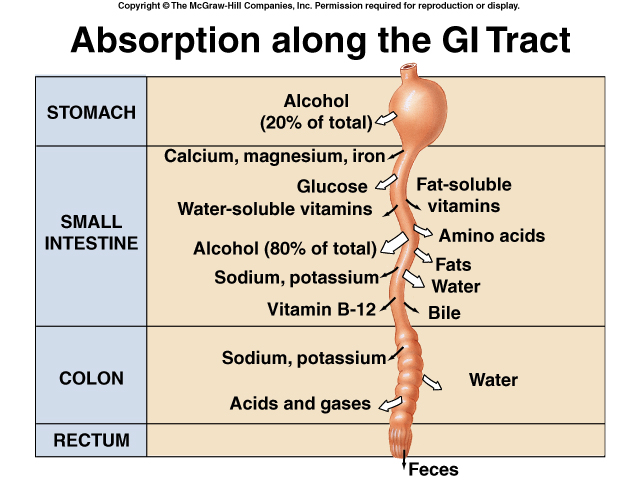 Copyright © The McGraw-Hill Companies, Inc. Permission required for reproduction or display.
Absorption along the GI Tract
STOMACH
Alcohol
(20% of total)
SMALL
INTESTINE
Calcium, magnesium, iron
Glucose
Water-soluble vitamins
Alcohol (80% of total)
Sodium, potassium
Vitamin B-12
Fat-soluble
vitamins
Amino acids
Fats
Water
Bile
COLON
Sodium, potassium
Acids and gases
Water
RECTUM
Feces